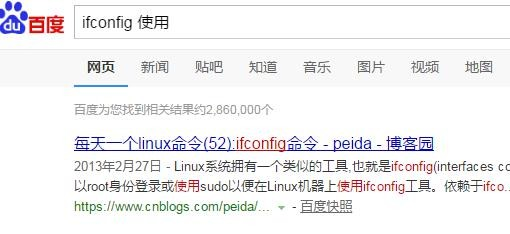 du 百度
ifconfig 使用
网页 新闻 贴吧 知道 音乐 图片 视频 地图
百度为您找到相关结果约2,860,000个
每天一个linux命令(52):ifconfig命令 - peida - 博客园
2013年2月27日 - Linux系统拥有一个类似的工具,也就是ifconfig(interfaces co
以root身份登录或使用sudo以便在Linux机器上使用ifconfig工具。依赖于ifco...
https://www.cnblogs.com/peida/... - 百度快照